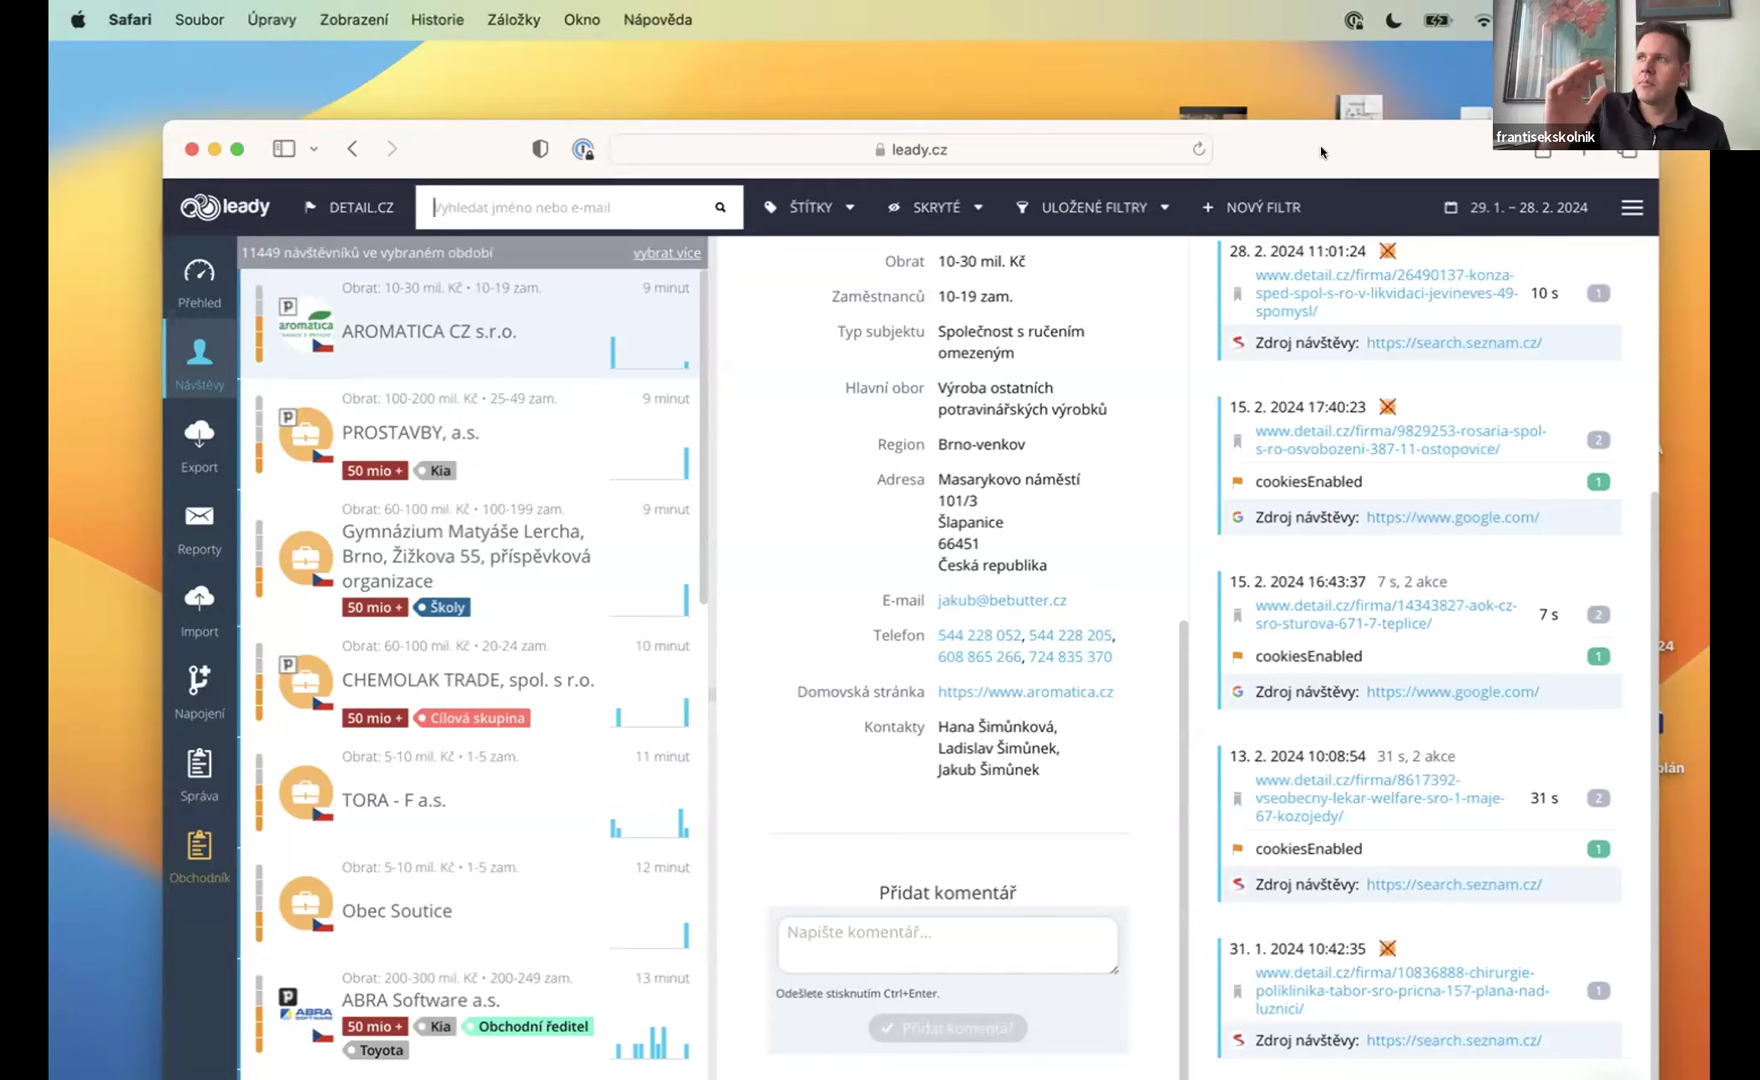 Safari Soubor Úpravy Zobrazení Historie Záložky Okno Nápověda
frantisekskolnik
leady.cz
leady DETAIL.CZ Vyhledat jméno nebo e-mail ŠTÍTKY SKRYTÉ ULOŽENÉ FILTRY + NOVÝ FILTR 29. 1. – 28. 2. 2024
Přehled
Návštěvy
Export
Reporty
Import
Napojení
Správa
Obchodník
11449 návštěvníků ve vybraném období vybrat více
Obrat: 10-30 mil. Kč • 10-19 zam. 9 minut
P
aromatica
AROMATICA CZ s.r.o.
Obrat: 100-200 mil. Kč • 25-49 zam. 9 minut
P
PROSTAVBY, a.s.
50 mio + Kia
Obrat: 60-100 mil. Kč • 100-199 zam. 9 minut
Gymnázium Matyáše Lercha,
Brno, Žižkova 55, příspěvková
organizace
50 mio + Školy
Obrat: 60-100 mil. Kč • 20-24 zam. 10 minut
P
CHEMOLAK TRADE, spol. s r.o.
50 mio + Cílová skupina
Obrat: 5-10 mil. Kč • 1-5 zam. 11 minut
TORA - F a.s.
Obrat: 5-10 mil. Kč • 1-5 zam. 12 minut
Obec Soutice
Obrat: 200-300 mil. Kč • 200-249 zam. 13 minut
P
ABRA Software a.s.
ABRA
50 mio + Kia Obchodní ředitel
Toyota
Obrat 10-30 mil. Kč
Zaměstnanců 10-19 zam.
Typ subjektu Společnost s ručením
omezeným
Hlavní obor Výroba ostatních
potravinářských výrobků
Region Brno-venkov
Adresa Masarykovo náměstí
101/3
Šlapanice
66451
Česká republika
E-mail jakub@bebutter.cz
Telefon 544 228 052, 544 228 205,
608 865 266, 724 835 370
Domovská stránka https://www.aromatica.cz
Kontakty Hana Šimůnková,
Ladislav Šimůnek,
Jakub Šimůnek
Přidat komentář
Napište komentář...
Odešlete stisknutím Ctrl+Enter.
Přidat komentář
28. 2. 2024 11:01:24
www.detail.cz/firma/26490137-konza-
sped-spol-s-ro-v-likvidaci-jevineves-49- 10 s 1
spomysl/
Zdroj návštěvy: https://search.seznam.cz/
15. 2. 2024 17:40:23
www.detail.cz/firma/9829253-rosaria-spol-
s-ro-osvobozeni-387-11-ostopovice/ 2
cookiesEnabled 1
Zdroj návštěvy: https://www.google.com/
15. 2. 2024 16:43:37 7 s, 2 akce
www.detail.cz/firma/14343827-aok-cz-
sro-sturova-671-7-teplice/ 7 s 2
cookiesEnabled 1
Zdroj návštěvy: https://www.google.com/
13. 2. 2024 10:08:54 31 s, 2 akce
www.detail.cz/firma/8617392-
vseobecny-lekar-welfare-sro-1-maje- 31 s 2
67-kozojedy/
cookiesEnabled 1
Zdroj návštěvy: https://search.seznam.cz/
31. 1. 2024 10:42:35
www.detail.cz/firma/10836888-chirurgie-
poliklinika-tabor-sro-pricna-157-plana-nad- 1
luznici/
Zdroj návštěvy: https://search.seznam.cz/
24
plán